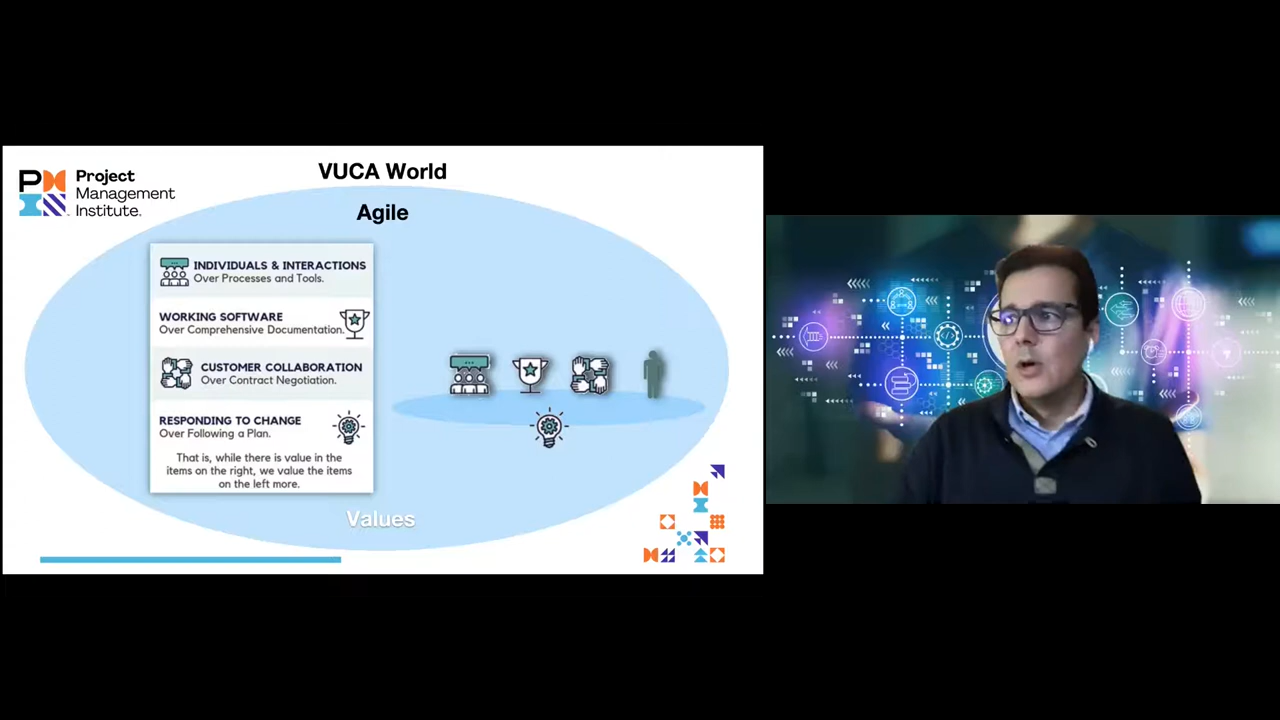 Project
Management
Institute.
VUCA World
Agile
INDIVIDUALS & INTERACTIONS
Over Processes and Tools.
WORKING SOFTWARE
Over Comprehensive Documentation.
CUSTOMER COLLABORATION
Over Contract Negotiation.
RESPONDING TO CHANGE
Over Following a Plan.
That is, while there is value in the
items on the right, we value the items
on the left more.
Values